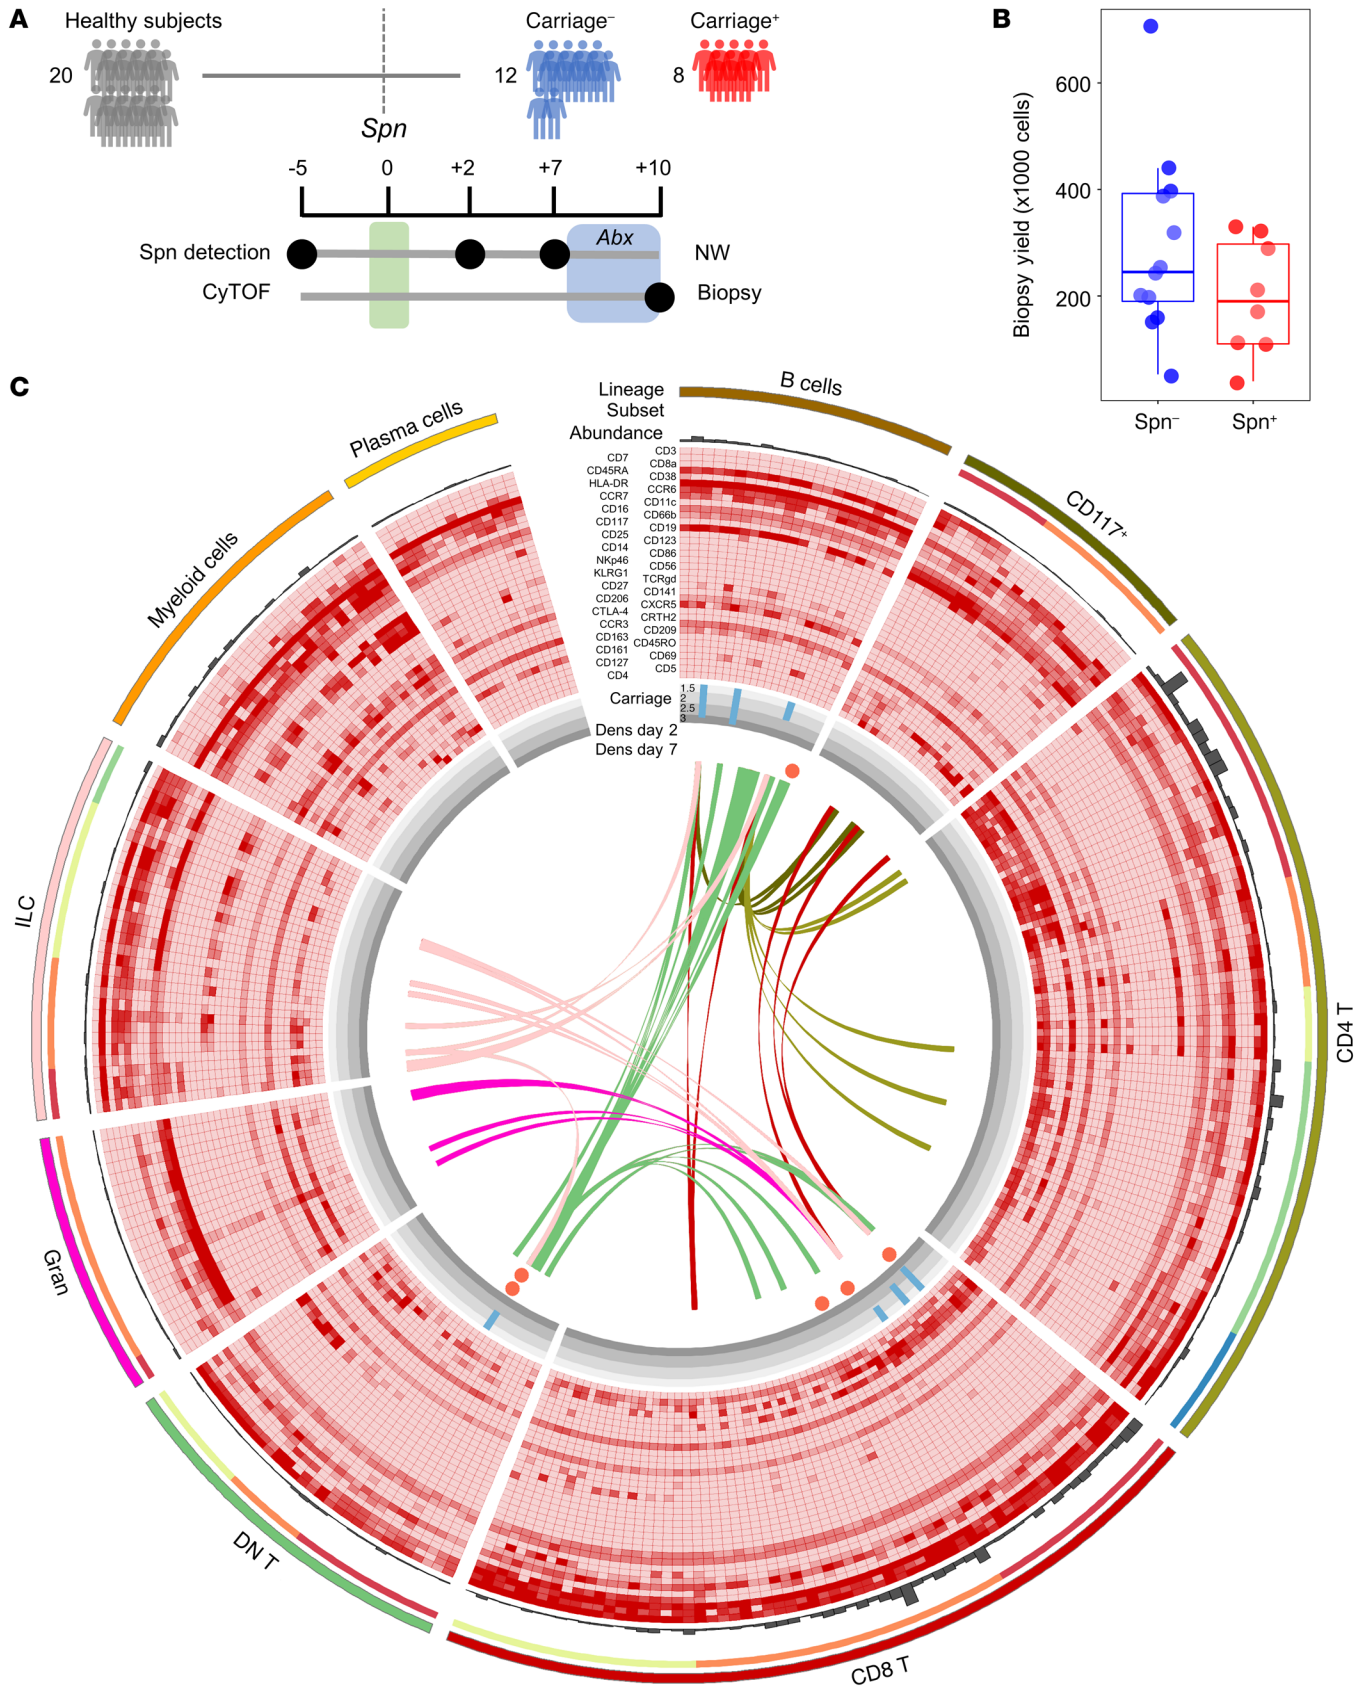 A
Healthy subjects
Carriage⁻
Carriage⁺
20
12
8
Spn
-5
0
+2
+7
+10
Abx
Spn detection
NW
CyTOF
Biopsy
B
Biopsy yield (x1000 cells)
600
400
200
Spn⁻
Spn⁺
C
Lineage
Subset
Abundance
CD3
CD7
CD8a
CD45RA
CD38
HLA-DR
CCR6
CCR7
CD11c
CD16
CD66b
CD117
CD19
CD25
CD123
CD14
CD86
NKp46
CD56
KLRG1
TCRgd
CD27
CD141
CD206
CXCR5
CTLA-4
CRTH2
CCR3
CD209
CD163
CD45RO
CD161
CD69
CD127
CD5
CD4
Carriage
1.5
2
2.5
3
Dens day 2
Dens day 7
B cells
CD117⁺
CD4 T
CD8 T
DN T
Gran
ILC
Myeloid cells
Plasma cells